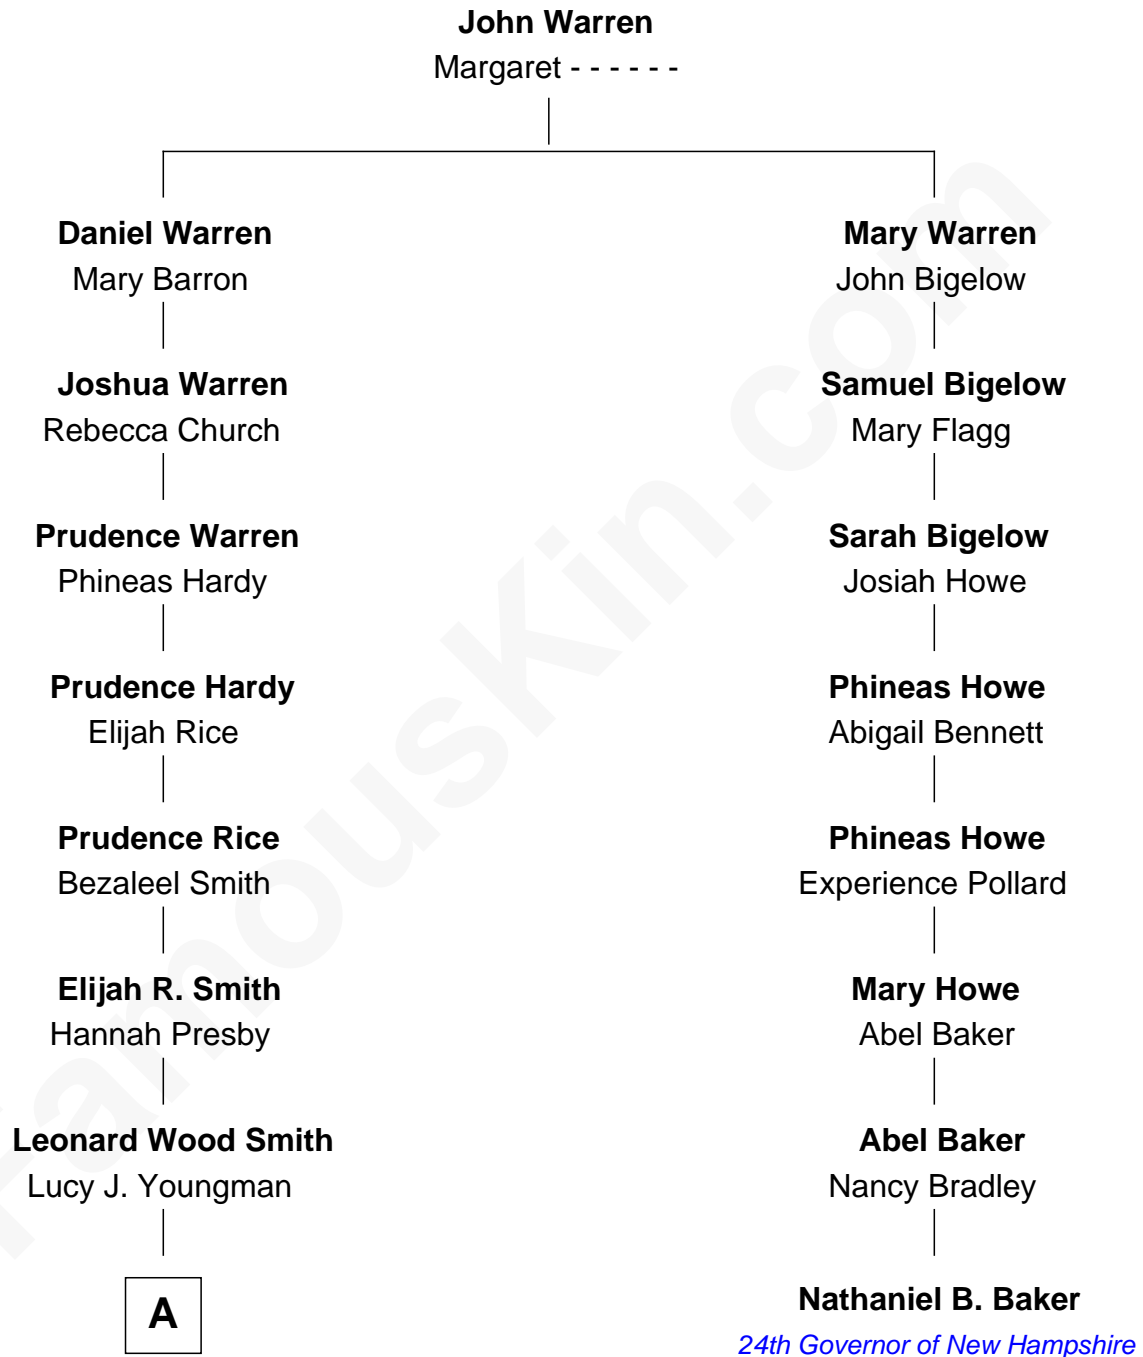 John Warren
Margaret - - - - - -
Daniel Warren
Mary Barron
Mary Warren
John Bigelow
Joshua Warren
Rebecca Church
Samuel Bigelow
Mary Flagg
Prudence Warren
Phineas Hardy
Sarah Bigelow
Josiah Howe
Prudence Hardy
Elijah Rice
Phineas Howe
Abigail Bennett
Prudence Rice
Bezaleel Smith
Phineas Howe
Experience Pollard
Elijah R. Smith
Hannah Presby
Mary Howe
Abel Baker
Leonard Wood Smith
Lucy J. Youngman
Abel Baker
Nancy Bradley
A
Nathaniel B. Baker
24th Governor of New Hampshire
FamousKin.com